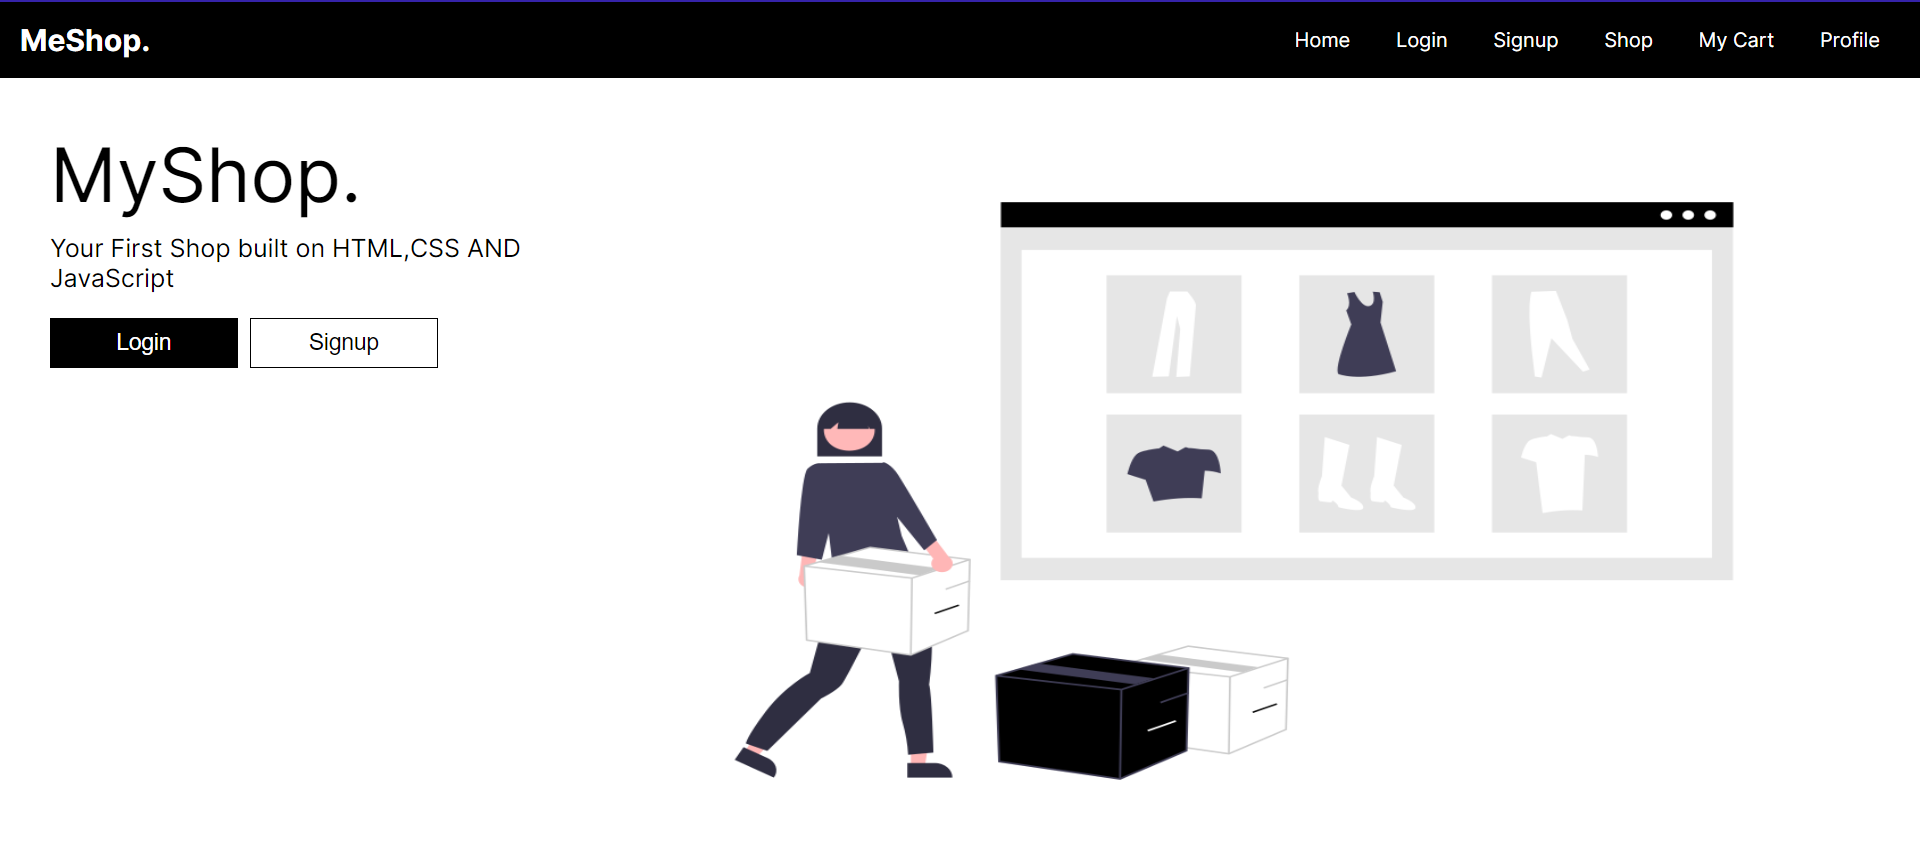 MeShop.
Home Login Signup Shop My Cart Profile
MyShop.
Your First Shop built on HTML,CSS AND
JavaScript
Login Signup